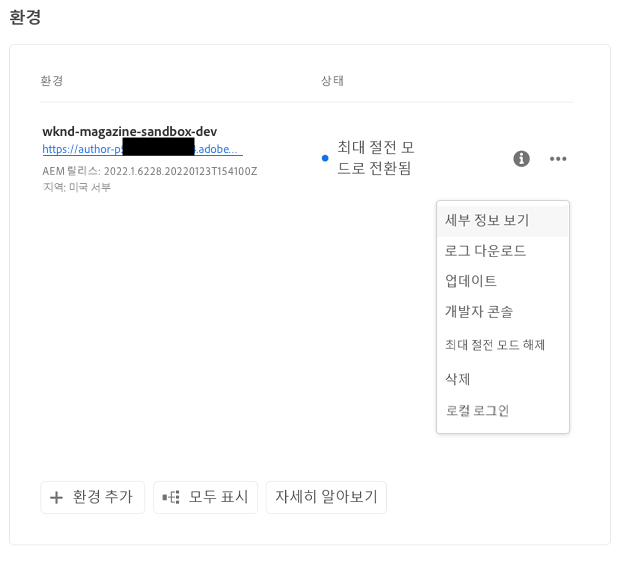 환경
환경 상태
wknd-magazine-sandbox-dev
https://author-p .adobe...
AEM 릴리스: 2022.1.6228.20220123T154100Z
지역: 미국 서부
최대 절전 모
드로 전환됨
세부 정보 보기
로그 다운로드
업데이트
개발자 콘솔
최대 절전 모드 해제
삭제
로컬 로그인
환경 추가
모두 표시
자세히 알아보기